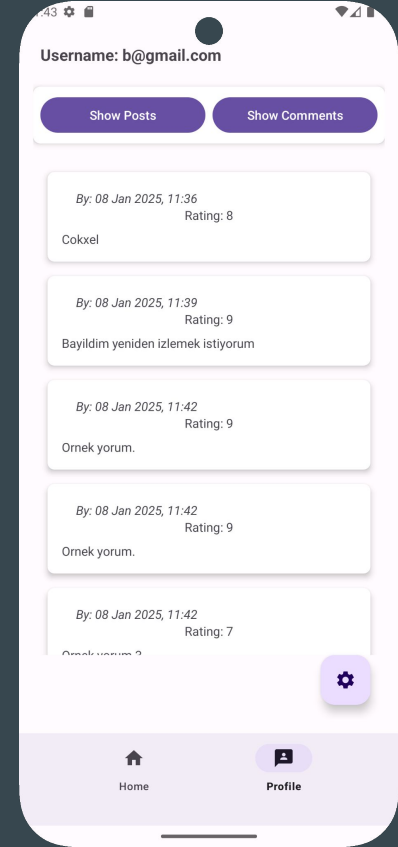 :43
Username: b@gmail.com
Show Posts Show Comments
By: 08 Jan 2025, 11:36
Rating: 8
Cokxel
By: 08 Jan 2025, 11:39
Rating: 9
Bayildim yeniden izlemek istiyorum
By: 08 Jan 2025, 11:42
Rating: 9
Ornek yorum.
By: 08 Jan 2025, 11:42
Rating: 9
Ornek yorum.
By: 08 Jan 2025, 11:42
Rating: 7
Ornek yorum
Home Profile